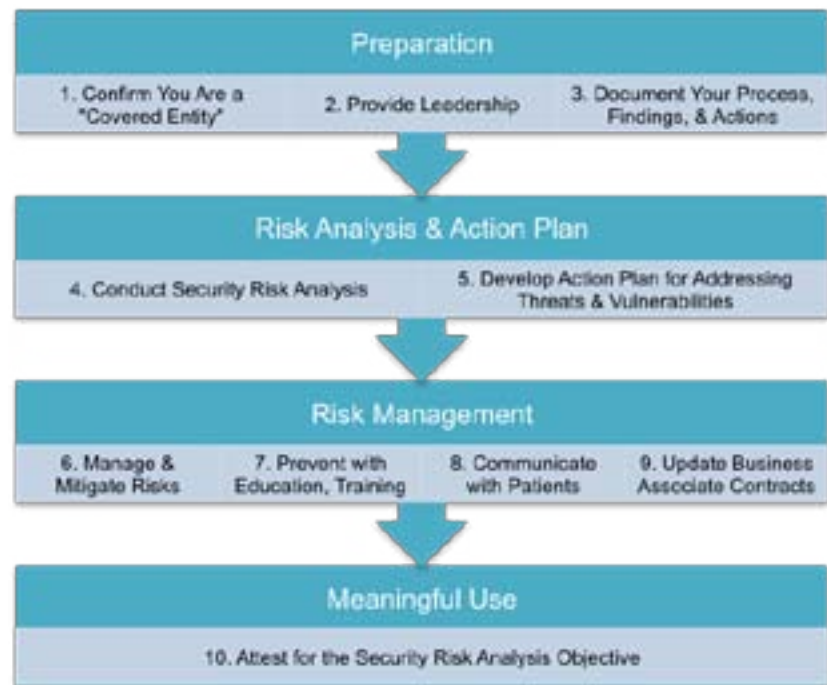 Preparation
1. Confirm You Are a
"Covered Entity"
2. Provide Leadership
3. Document Your Process,
Findings, & Actions
Risk Analysis & Action Plan
4. Conduct Security Risk Analysis
5. Develop Action Plan for Addressing
Threats & Vulnerabilities
Risk Management
6. Manage &
Mitigate Risks
7. Prevent with
Education, Training
8. Communicate
with Patients
9. Update Business
Associate Contracts
Meaningful Use
10. Attest for the Security Risk Analysis Objective